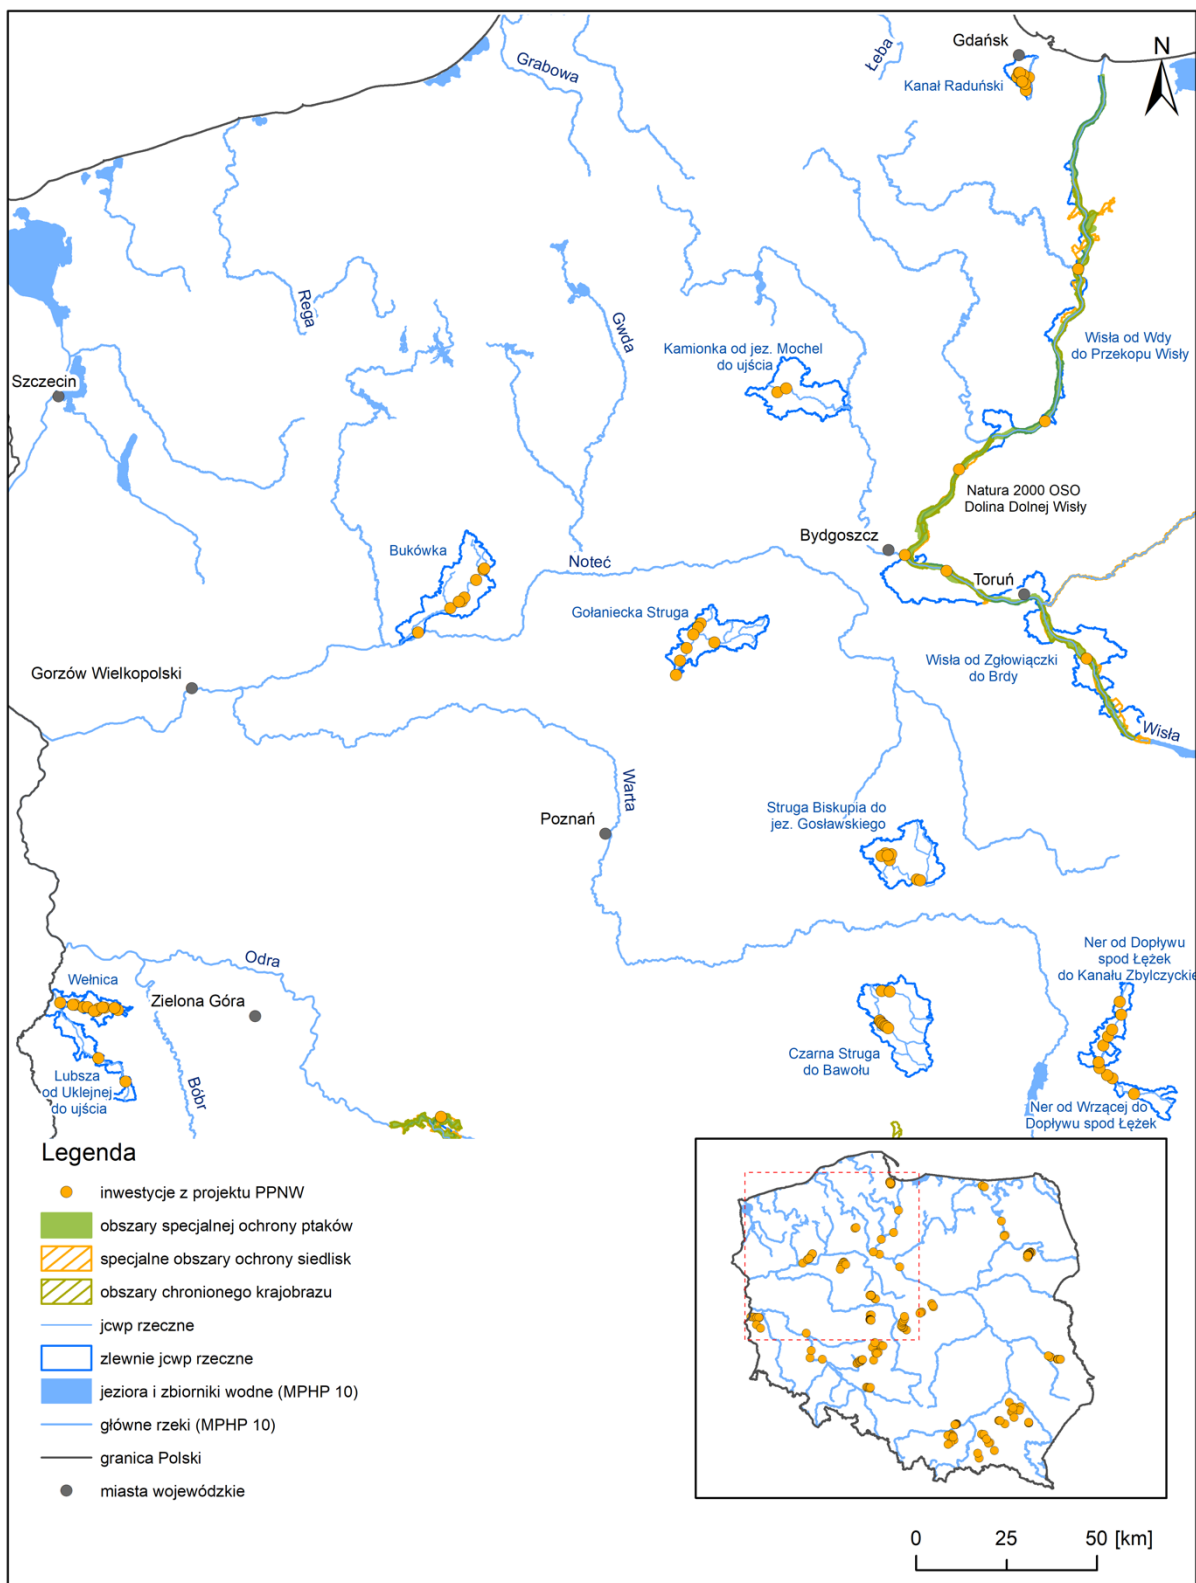 Łeba
Gdańsk
N
Grabowa
Kanał Raduński
Rega
Gwda
Wisła od Wdy
do Przekopu Wisły
Kamionka od jez. Mochel
do ujścia
Szczecin
Natura 2000 OSO
Dolina Dolnej Wisły
Bydgoszcz
Bukówka
Noteć
Toruń
Gołaniecka Struga
Wisła od Zgłowiączki
do Brdy
Gorzów Wielkopolski
Wisła
Warta
Struga Biskupia do
jez. Gosławskiego
Poznań
Ner od Dopływu
spod Łężek
do Kanału Zbylczyckie
Odra
Wełnica
Zielona Góra
Czarna Struga
do Bawołu
Lubsza
od Uklejnej
do ujścia
Bóbr
Ner od Wrzącej do
Dopływu spod Łężek
Legenda
inwestycje z projektu PPNW
obszary specjalnej ochrony ptaków
specjalne obszary ochrony siedlisk
obszary chronionego krajobrazu
jcwp rzeczne
zlewnie jcwp rzeczne
jeziora i zbiorniki wodne (MPHP 10)
główne rzeki (MPHP 10)
granica Polski
miasta wojewódzkie
0 25 50 [km]